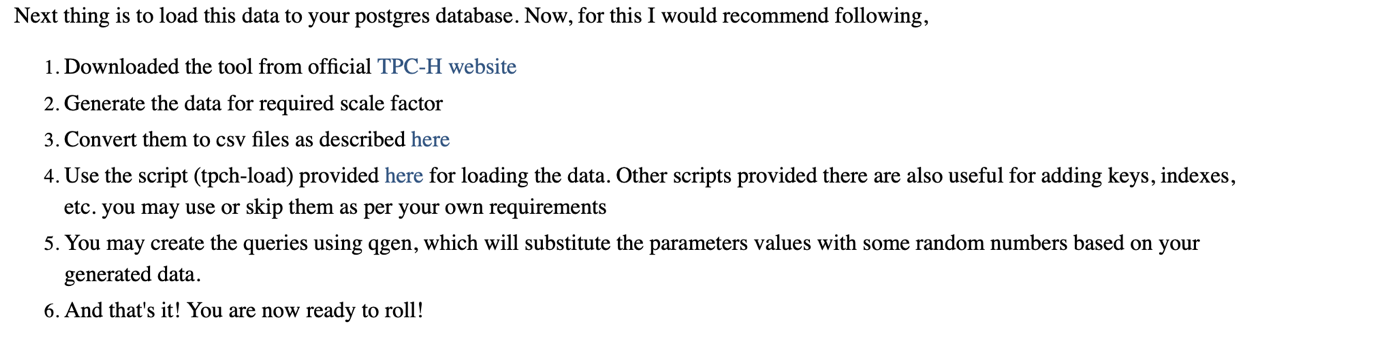 Next thing is to load this data to your postgres database. Now, for this I would recommend following,
1. Downloaded the tool from official TPC-H website
2. Generate the data for required scale factor
3. Convert them to csv files as described here
4. Use the script (tpch-load) provided here for loading the data. Other scripts provided there are also useful for adding keys, indexes,
etc. you may use or skip them as per your own requirements
5. You may create the queries using qgen, which will substitute the parameters values with some random numbers based on your
generated data.
6. And that's it! You are now ready to roll!